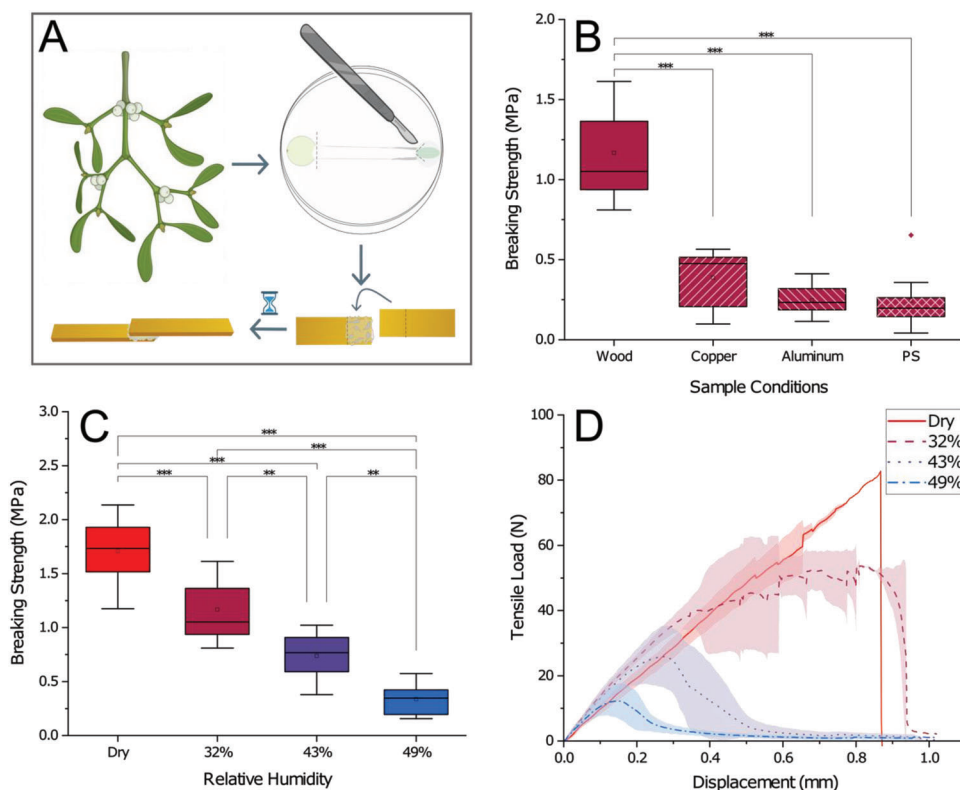 A
B
2.0
1.5
1.0
0.5
0.0
Breaking Strength (MPa)
***
***
***
Wood
Copper
Aluminum
PS
Sample Conditions
C
3.0
2.5
2.0
1.5
1.0
0.5
0.0
Breaking Strength (MPa)
***
***
***
***
**
**
Dry
32%
43%
49%
Relative Humidity
D
100
80
60
40
20
0
Tensile Load (N)
Dry
32%
43%
49%
0.0
0.2
0.4
0.6
0.8
1.0
Displacement (mm)